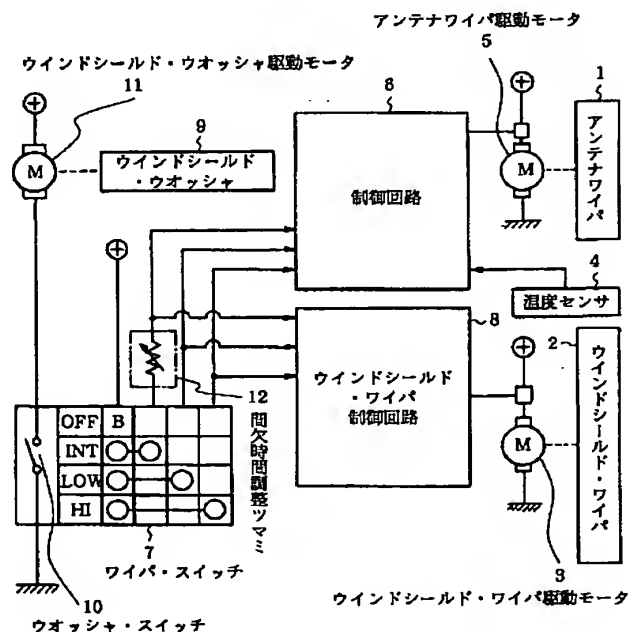 アンテナワイパ駆動モータ
5
ウインドシールド・ウオッシャ駆動モータ
11
6
1
アンテナワイパ
9
M
ウインドシールド
・ウオッシャ
制御回路
M
4
温度センサ
8
2
ウインドシールド・ワイパ
12
ウインドシールド
・ワイパ
制御回路
OFF B
INT
LOW
HI
間欠時間調整ツマミ
M
7
ワイパ・スイッチ
3
10
ウオッシャ・スイッチ
ウインドシールド・ワイパ駆動モータ